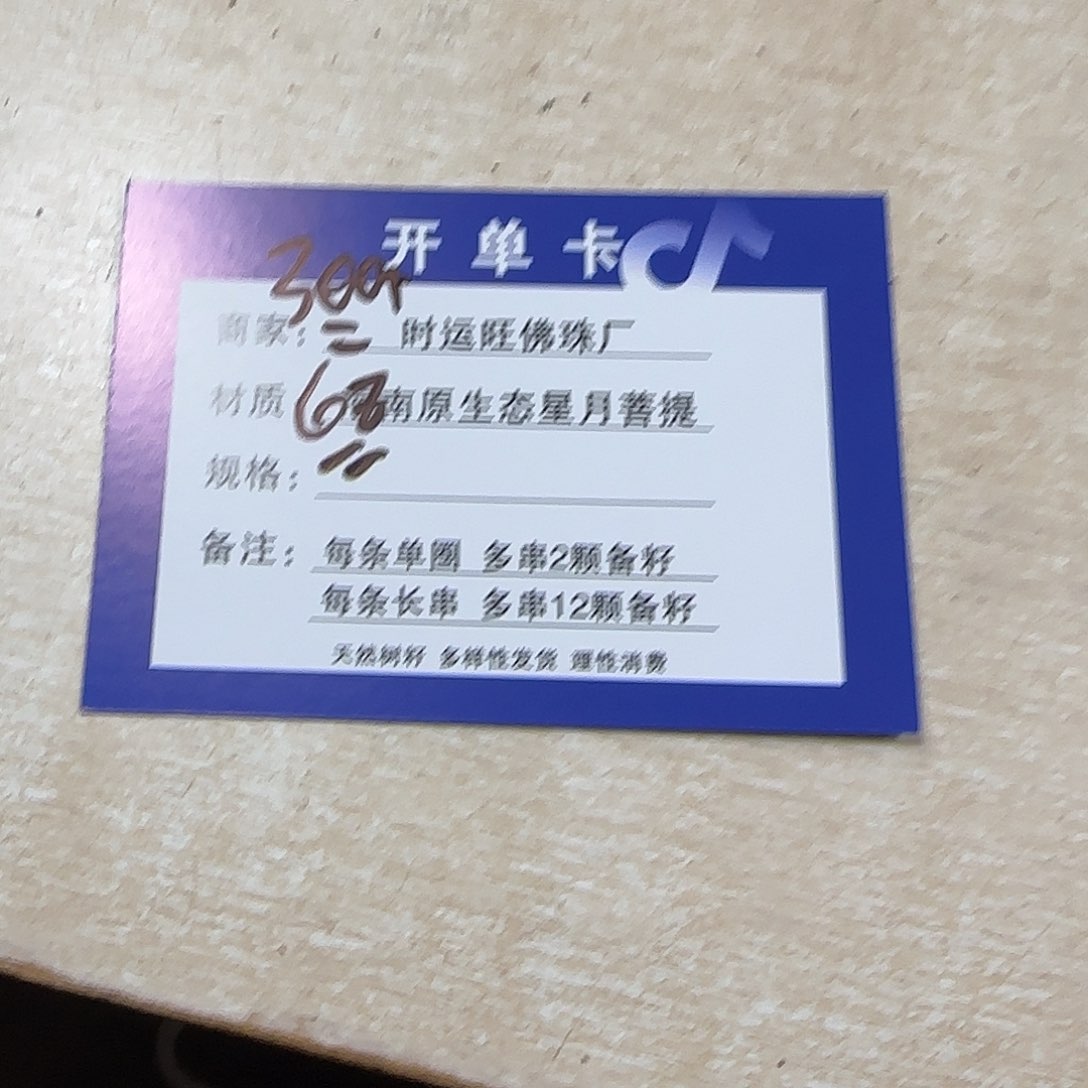 开单卡
商家： 时运旺佛珠厂
材质 南原生态星月菩提
规格：
备注： 每条单圈 多串2颗备籽
每条长串 多串12颗备籽
天然树籽 多样性发货 理性消费